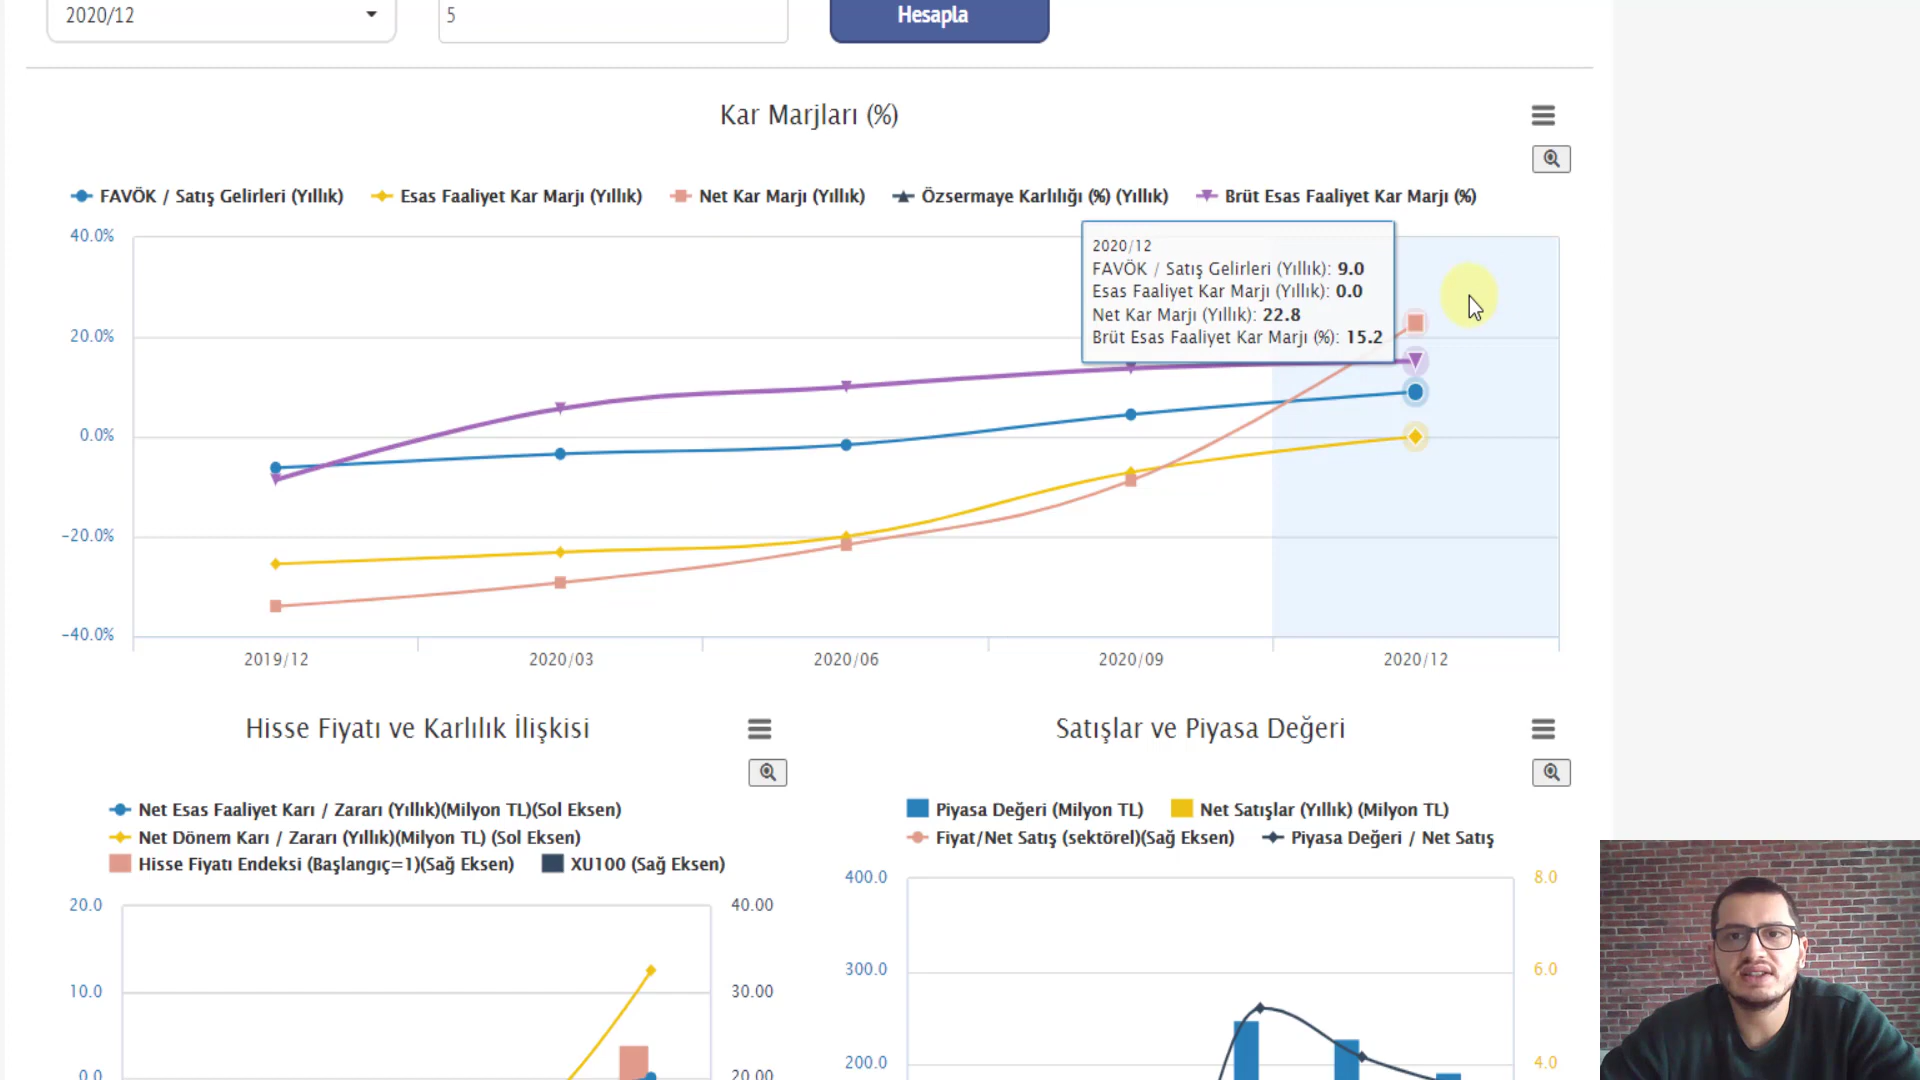 2020/12
5
Hesapla
Kar Marjları (%)
FAVÖK / Satış Gelirleri (Yıllık)
Esas Faaliyet Kar Marjı (Yıllık)
Net Kar Marjı (Yıllık)
Özsermaye Karlılığı (%) (Yıllık)
Brüt Esas Faaliyet Kar Marjı (%)
40.0%
20.0%
0.0%
-20.0%
-40.0%
2020/12
FAVÖK / Satış Gelirleri (Yıllık): 9.0
Esas Faaliyet Kar Marjı (Yıllık): 0.0
Net Kar Marjı (Yıllık): 22.8
Brüt Esas Faaliyet Kar Marjı (%): 15.2
2019/12
2020/03
2020/06
2020/09
2020/12
Hisse Fiyatı ve Karlılık İlişkisi
Net Esas Faaliyet Karı / Zararı (Yıllık)(Milyon TL)(Sol Eksen)
Net Dönem Karı / Zararı (Yıllık)(Milyon TL) (Sol Eksen)
Hisse Fiyatı Endeksi (Başlangıç=1)(Sağ Eksen)
XU100 (Sağ Eksen)
20.0
10.0
0.0
40.00
30.00
20.00
Satışlar ve Piyasa Değeri
Piyasa Değeri (Milyon TL)
Net Satışlar (Yıllık) (Milyon TL)
Fiyat/Net Satış (sektörel)(Sağ Eksen)
Piyasa Değeri / Net Satış
400.0
300.0
200.0
8.0
6.0
4.0